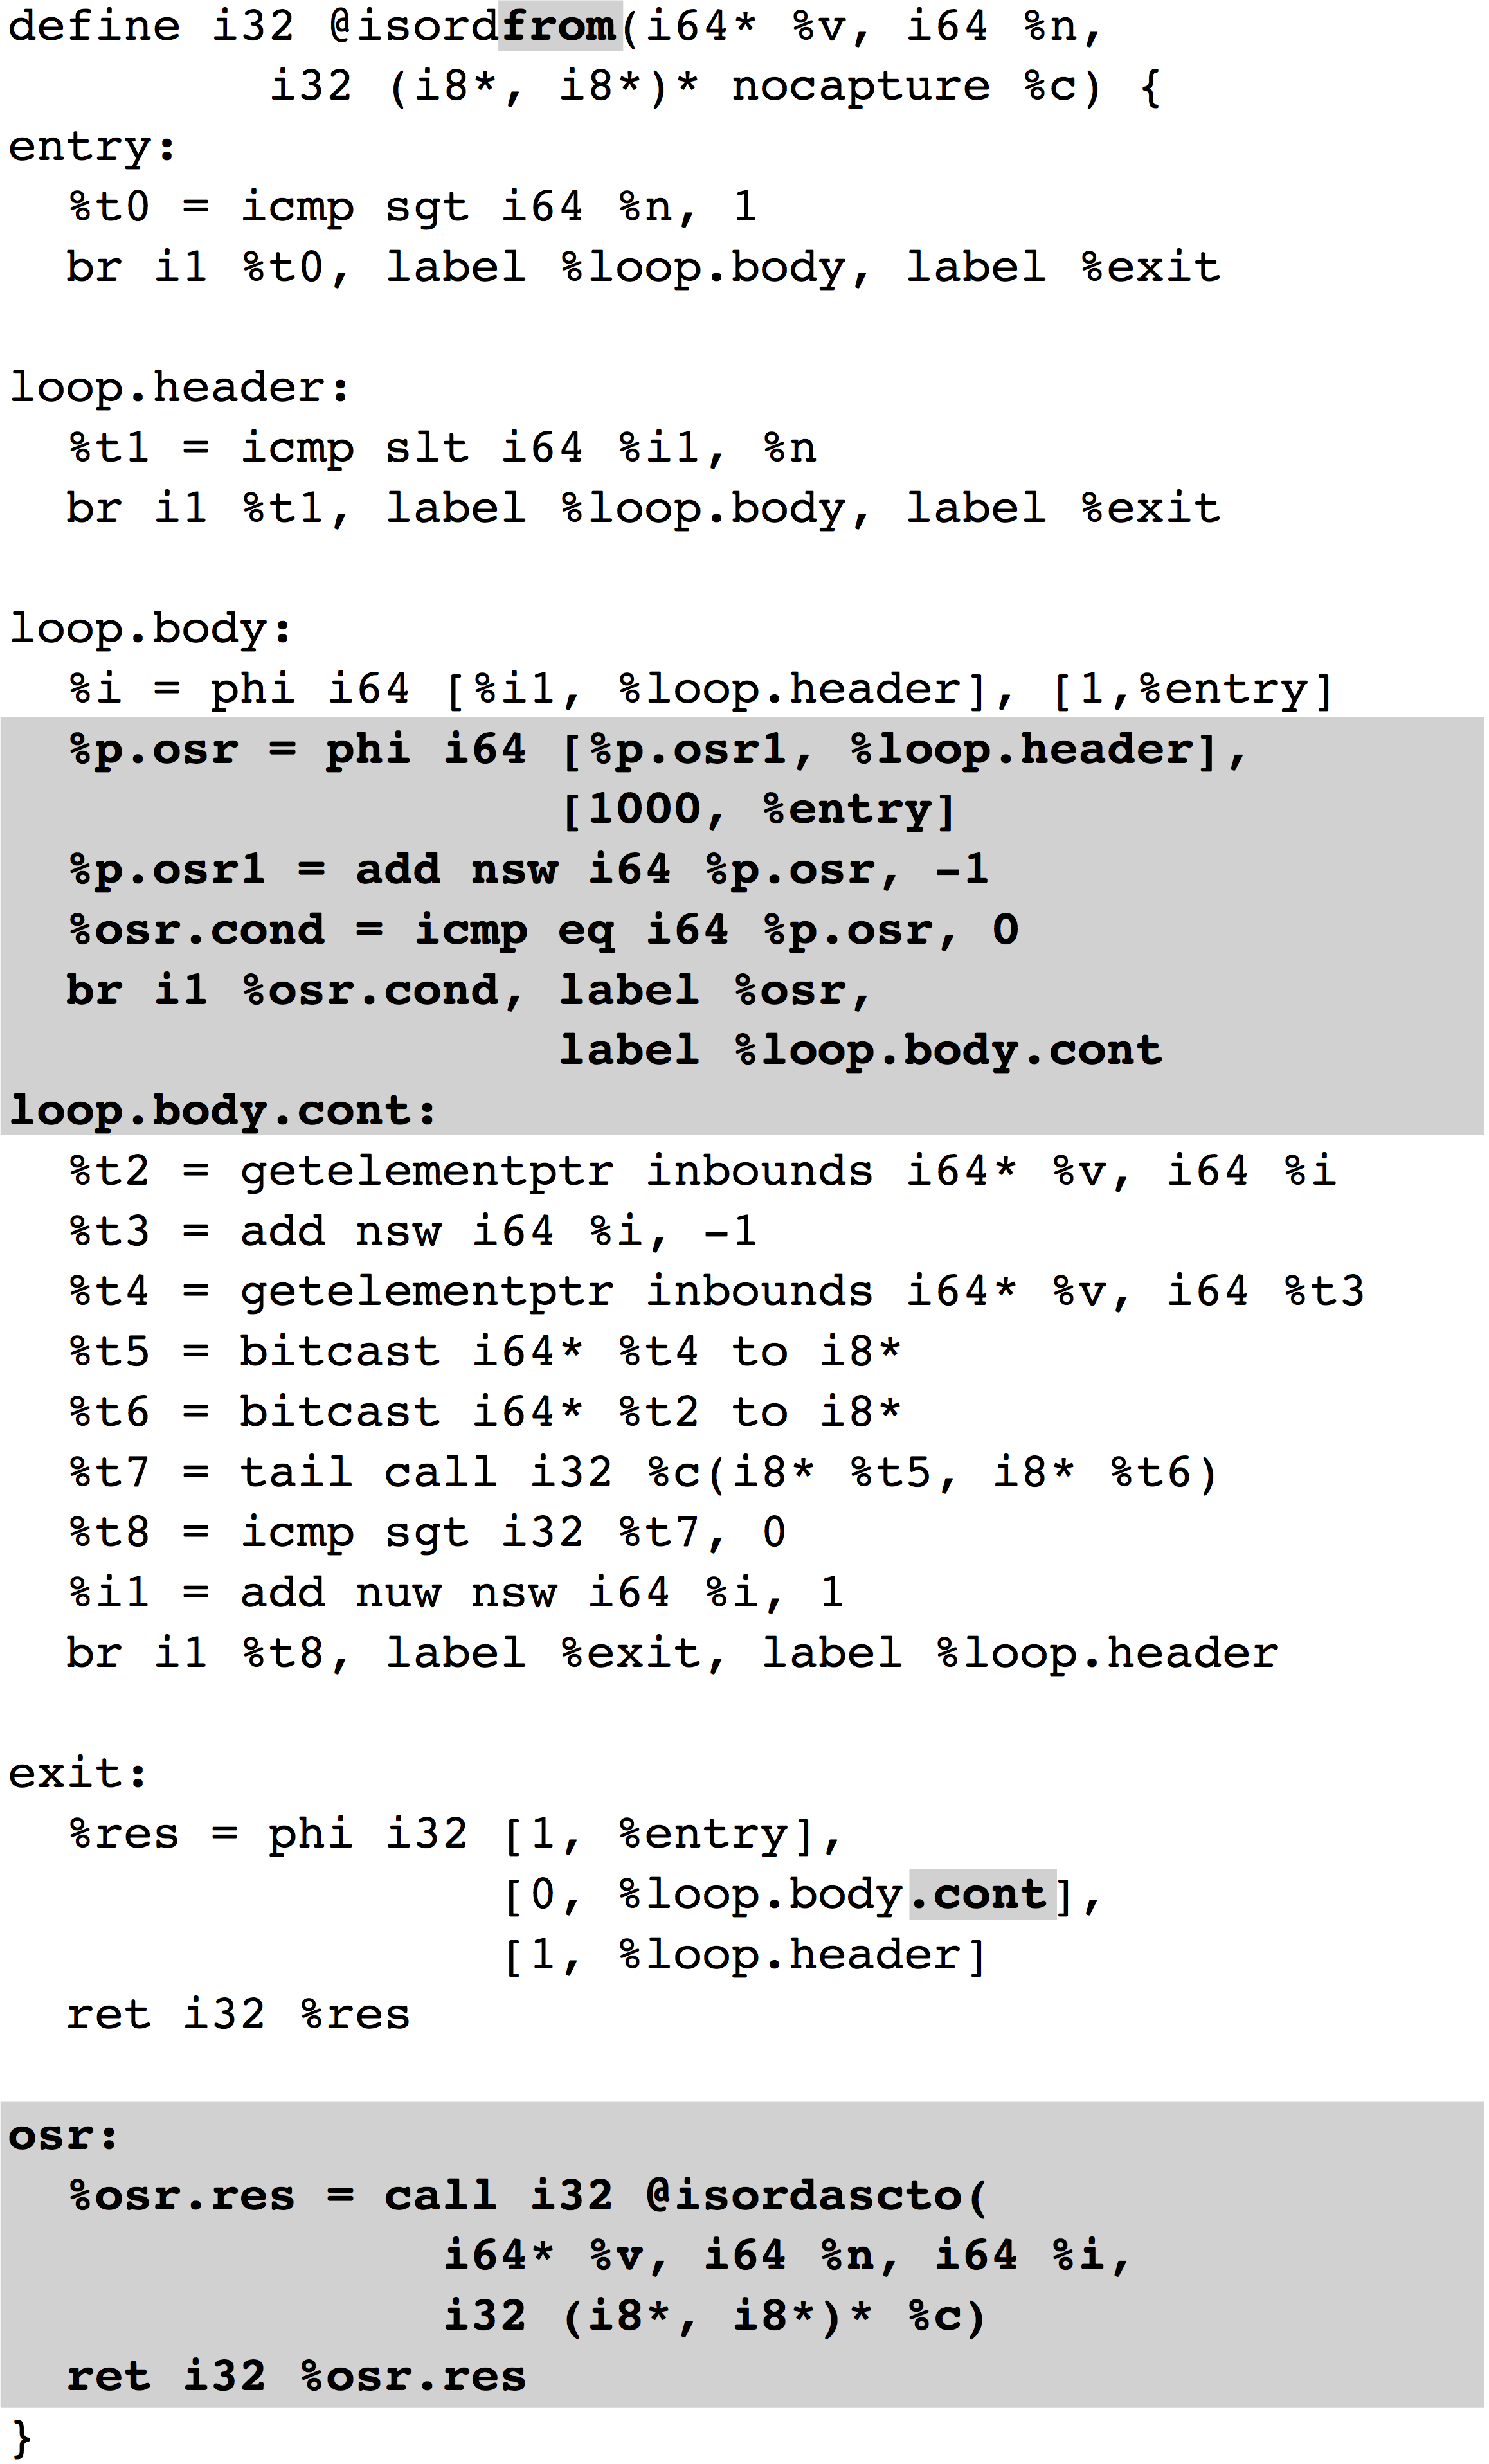 define i32 @isordfrom(i64* %v, i64 %n,
i32 (i8*, i8*)* nocapture %c) {
entry:
%t0 = icmp sgt i64 %n, 1
br i1 %t0, label %loop.body, label %exit
loop.header:
%t1 = icmp slt i64 %i1, %n
br i1 %t1, label %loop.body, label %exit
loop.body:
%i = phi i64 [%i1, %loop.header], [1,%entry]
%p.osr = phi i64 [%p.osr1, %loop.header],
[1000, %entry]
%p.osr1 = add nsw i64 %p.osr, -1
%osr.cond = icmp eq i64 %p.osr, 0
br i1 %osr.cond, label %osr,
label %loop.body.cont
loop.body.cont:
%t2 = getelementptr inbounds i64* %v, i64 %i
%t3 = add nsw i64 %i, -1
%t4 = getelementptr inbounds i64* %v, i64 %t3
%t5 = bitcast i64* %t4 to i8*
%t6 = bitcast i64* %t2 to i8*
%t7 = tail call i32 %c(i8* %t5, i8* %t6)
%t8 = icmp sgt i32 %t7, 0
%i1 = add nuw nsw i64 %i, 1
br i1 %t8, label %exit, label %loop.header
exit:
%res = phi i32 [1, %entry],
[0, %loop.body.cont],
[1, %loop.header]
ret i32 %res
osr:
%osr.res = call i32 @isordascto(
i64* %v, i64 %n, i64 %i,
i32 (i8*, i8*)* %c)
ret i32 %osr.res
}